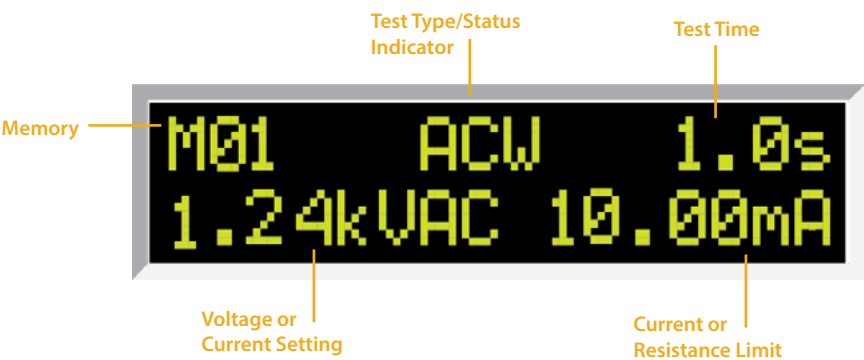 Test Type/Status
Indicator
Test Time
Memory
M01 ACW 1.0s
1.24kVAC 10.00mA
Voltage or
Current Setting
Current or
Resistance Limit